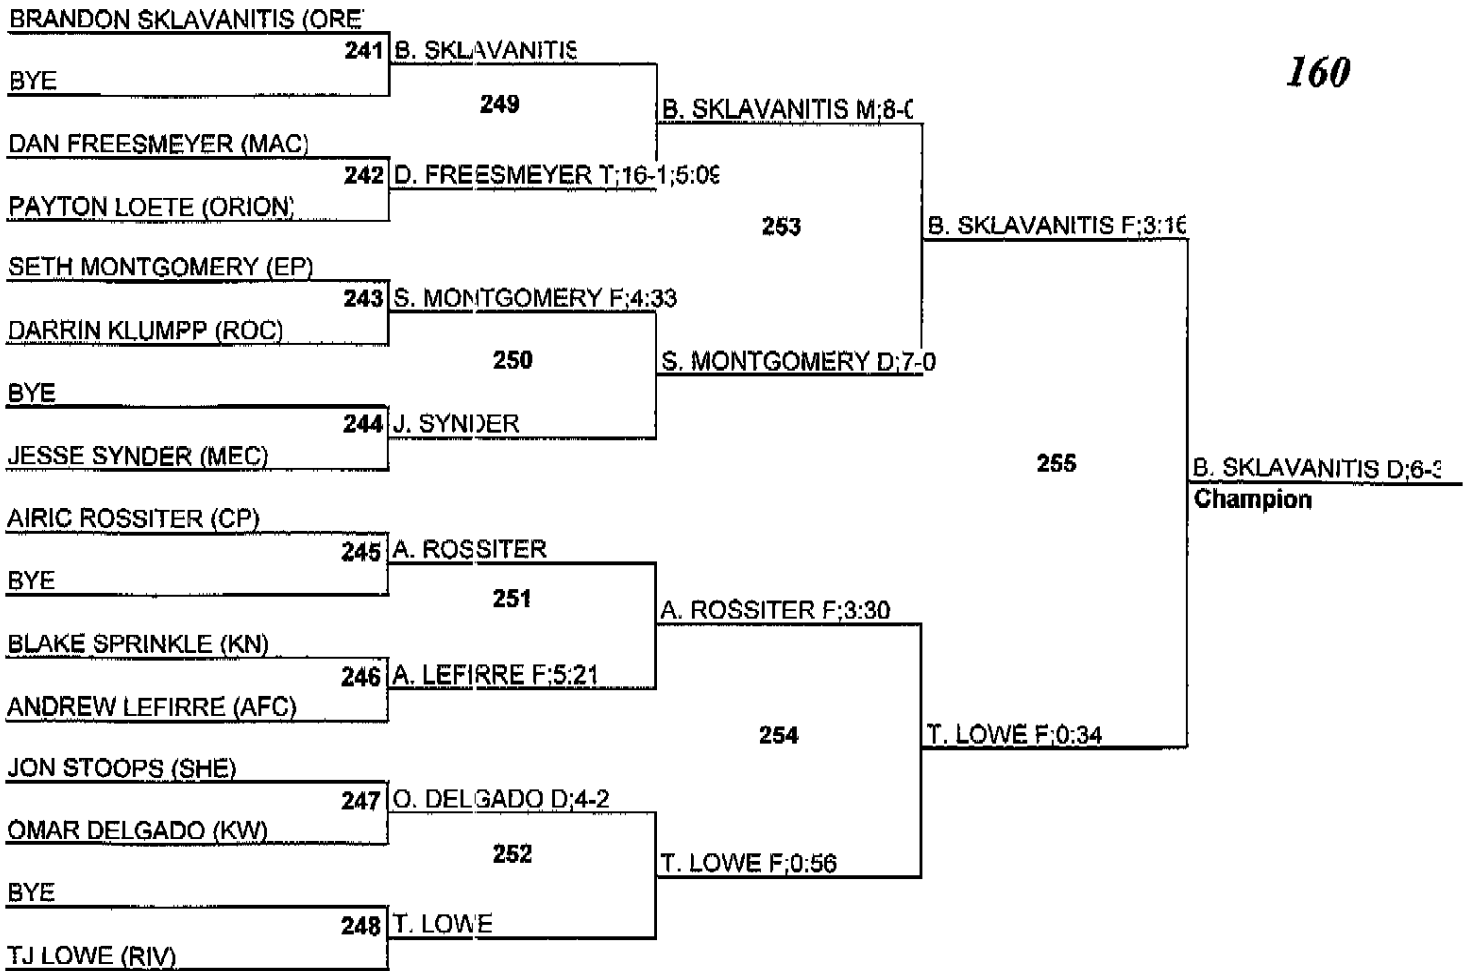 160
BRANDON SKLAVANITIS (ORE
241 B. SKLAVANITIS
BYE
249
B. SKLAVANITIS M;8-0
DAN FREESMEYER (MAC)
242 D. FREESMEYER T;16-1;5:09
PAYTON LOETE (ORION)
253
B. SKLAVANITIS F;3:16
SETH MONTGOMERY (EP)
243 S. MONTGOMERY F;4:33
DARRIN KLUMPP (ROC)
250
S. MONTGOMERY D;7-0
BYE
244 J. SYNDER
JESSE SYNDER (MEC)
255
B. SKLAVANITIS D;6-3
Champion
AIRIC ROSSITER (CP)
245 A. ROSSITER
BYE
251
A. ROSSITER F;3:30
BLAKE SPRINKLE (KN)
246 A. LEFIRRE F;5:21
ANDREW LEFIRRE (AFC)
254
T. LOWE F;0:34
JON STOOPS (SHE)
247 O. DELGADO D;4-2
OMAR DELGADO (KW)
252
T. LOWE F;0:56
BYE
248 T. LOWE
TJ LOWE (RIV)